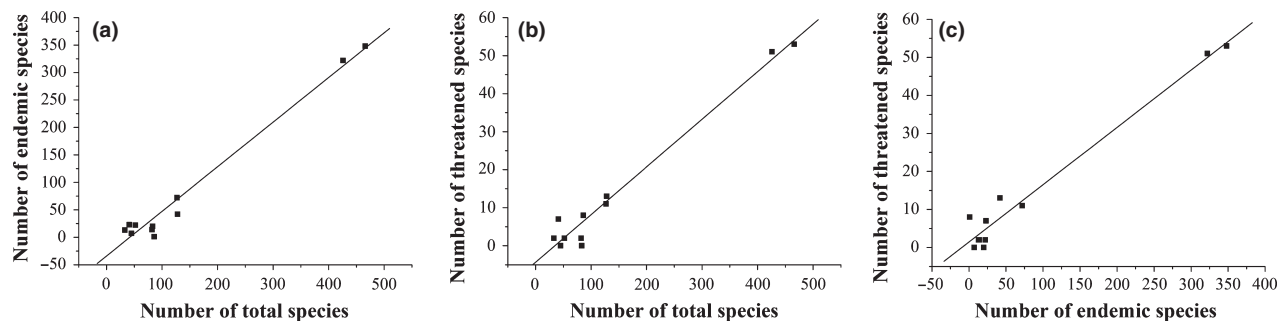 (a)
Number of endemic species
400
350
300
250
200
150
100
50
0
−50
0 100 200 300 400 500
Number of total species
(b)
Number of threatened species
60
50
40
30
20
10
0
0 100 200 300 400 500
Number of total species
(c)
Number of threatened species
60
50
40
30
20
10
0
−50 0 50 100 150 200 250 300 350 400
Number of endemic species